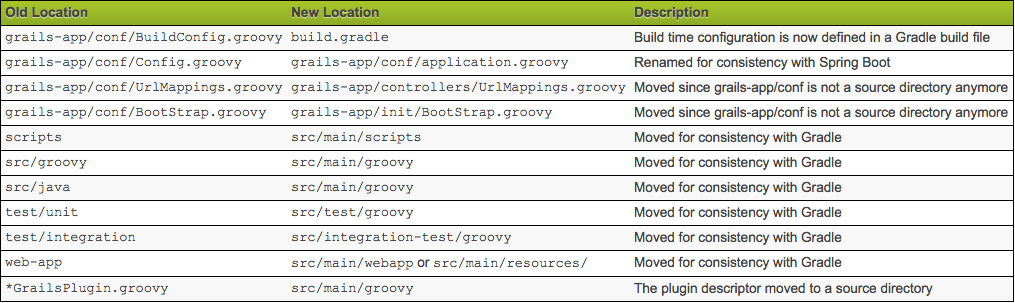 Old Location New Location Description
grails-app/conf/BuildConfig.groovy build.gradle Build time configuration is now defined in a Gradle build file
grails-app/conf/Config.groovy grails-app/conf/application.groovy Renamed for consistency with Spring Boot
grails-app/conf/UrlMappings.groovy grails-app/controllers/UrlMappings.groovy Moved since grails-app/conf is not a source directory anymore
grails-app/conf/BootStrap.groovy grails-app/init/BootStrap.groovy Moved since grails-app/conf is not a source directory anymore
scripts src/main/scripts Moved for consistency with Gradle
src/groovy src/main/groovy Moved for consistency with Gradle
src/java src/main/groovy Moved for consistency with Gradle
test/unit src/test/groovy Moved for consistency with Gradle
test/integration src/integration-test/groovy Moved for consistency with Gradle
web-app src/main/webapp or src/main/resources/ Moved for consistency with Gradle
*GrailsPlugin.groovy src/main/groovy The plugin descriptor moved to a source directory